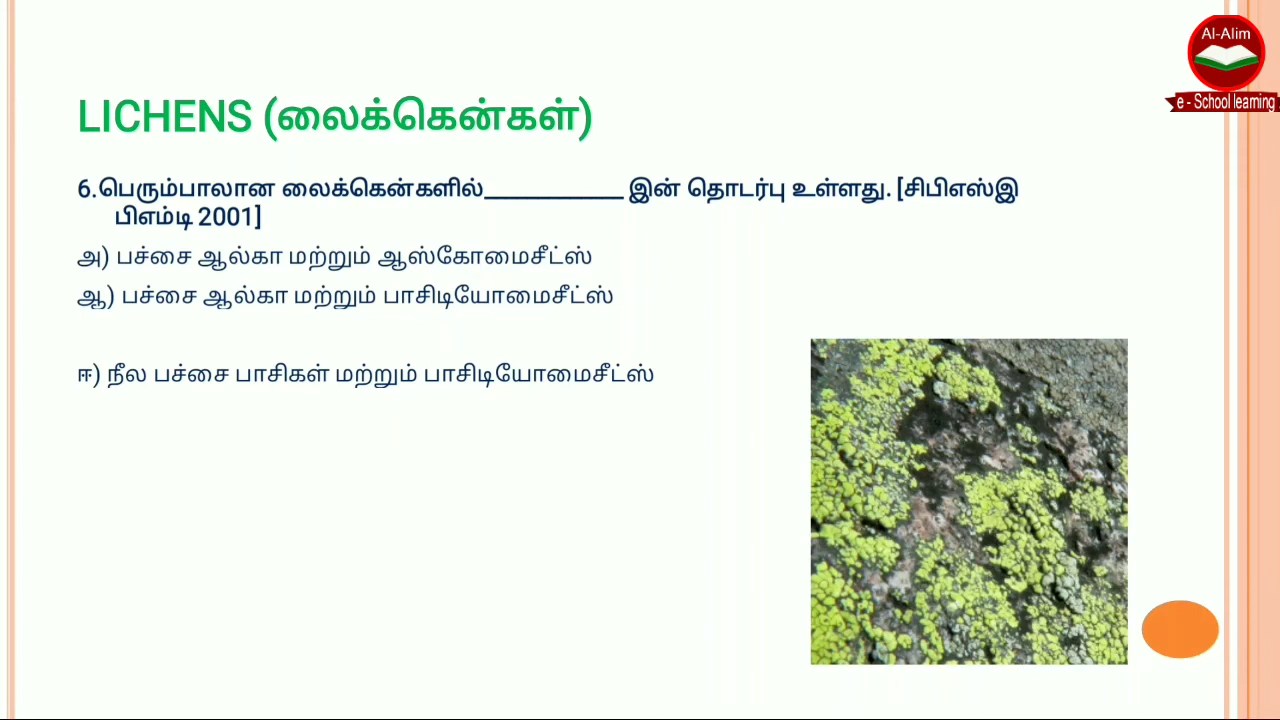 Al-Alim
e - School learning
LICHENS (லைக்கென்கள்)
6.பெரும்பாலான லைக்கென்களில்____________ இன் தொடர்பு உள்ளது. [சிபிஎஸ்இ
பிஎம்டி 2001]
அ) பச்சை ஆல்கா மற்றும் ஆஸ்கோமைசீட்ஸ்
ஆ) பச்சை ஆல்கா மற்றும் பாசிடியோமைசீட்ஸ்
ஈ) நீல பச்சை பாசிகள் மற்றும் பாசிடியோமைசீட்ஸ்